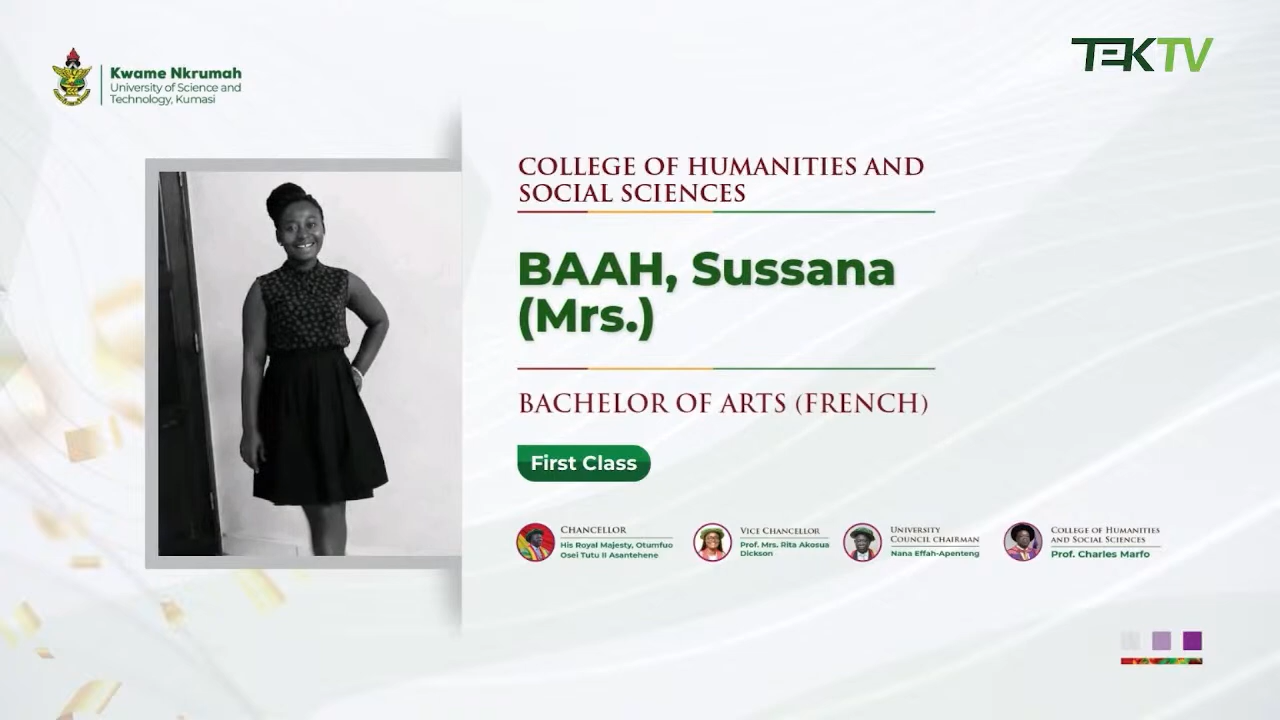 Kwame Nkrumah
University of Science and
Technology, Kumasi
TEKTV
COLLEGE OF HUMANITIES AND
SOCIAL SCIENCES
BAAH, Sussana
(Mrs.)
BACHELOR OF ARTS (FRENCH)
First Class
CHANCELLOR
His Royal Majesty, Otumfuo
Osei Tutu II Asantehene
VICE CHANCELLOR
Prof. Mrs. Rita Akosua
Dickson
UNIVERSITY
COUNCIL CHAIRMAN
Nana Effah-Apenteng
COLLEGE OF HUMANITIES
AND SOCIAL SCIENCES
Prof. Charles Marfo